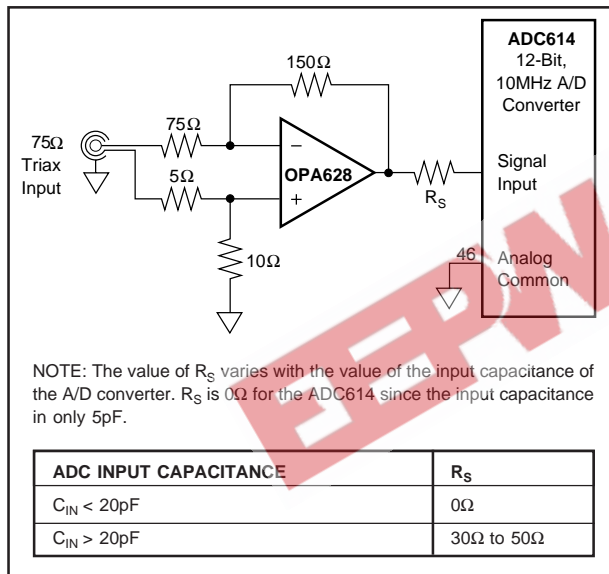 ADC614
12-Bit,
10MHz A/D
Converter
150Ω
75Ω
75Ω
Triax
Input
5Ω
−
OPA628
+
Signal
Input
RS
10Ω
46
Analog
Common
EEPW
NOTE: The value of RS varies with the value of the input capacitance of
the A/D converter. RS is 0Ω for the ADC614 since the input capacitance
in only 5pF.
ADC INPUT CAPACITANCE RS
CIN < 20pF 0Ω
CIN > 20pF 30Ω to 50Ω